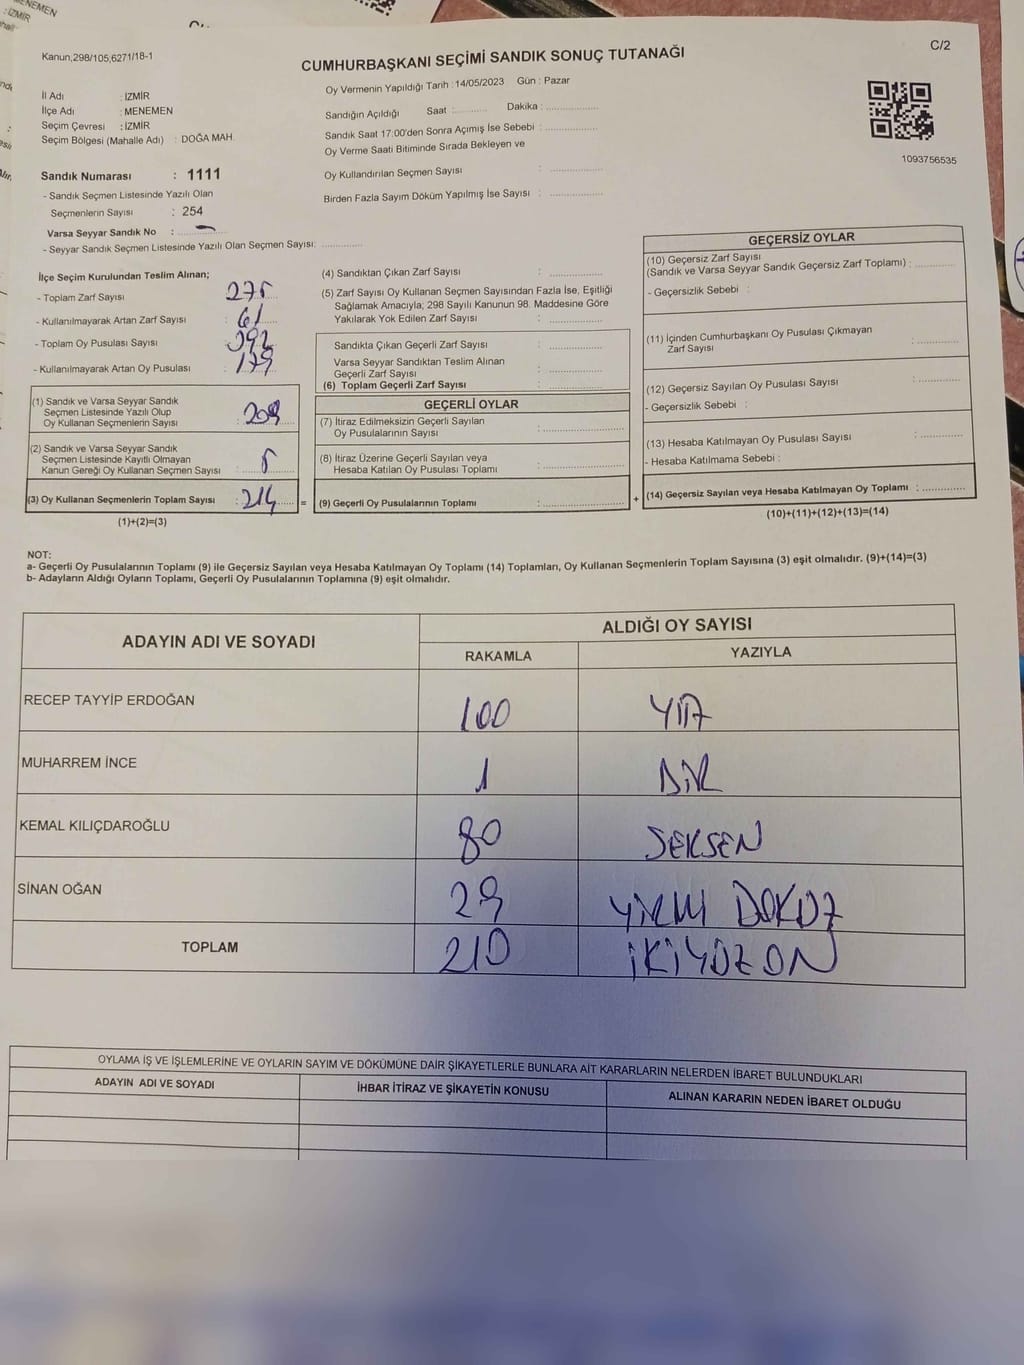 Kanun;298/105;6271/18-1
CUMHURBAŞKANI SEÇİMİ SANDIK SONUÇ TUTANAĞI
C/2
Oy Vermenin Yapıldığı Tarih :14/05/2023 Gün : Pazar
İl Adı : İZMİR
İlçe Adı : MENEMEN
Seçim Çevresi : İZMİR
Seçim Bölgesi (Mahalle Adı) : DOĞA MAH.
Sandığın Açıldığı Saat :............ Dakika :..................
Sandık Saat 17:00'den Sonra Açımış İse Sebebi :..................
Oy Verme Saati Bitiminde Sırada Bekleyen ve
Oy Kullandırılan Seçmen Sayısı :..................
Birden Fazla Sayım Döküm Yapılmış İse Sayısı :..................
1093756535
Sandık Numarası : 1111
- Sandık Seçmen Listesinde Yazılı Olan
Seçmenlerin Sayısı : 254
Varsa Seyyar Sandık No :
- Seyyar Sandık Seçmen Listesinde Yazılı Olan Seçmen Sayısı: ..............
İlçe Seçim Kurulundan Teslim Alınan;
- Toplam Zarf Sayısı : 275
- Kullanılmayarak Artan Zarf Sayısı : 61
- Toplam Oy Pusulası Sayısı :
- Kullanılmayarak Artan Oy Pusulası :
(1) Sandık ve Varsa Seyyar Sandık
Seçmen Listesinde Yazılı Olup
Oy Kullanan Seçmenlerin Sayısı : 209
(2) Sandık ve Varsa Seyyar Sandık
Seçmen Listesinde Kayıtlı Olmayan
Kanun Gereği Oy Kullanan Seçmen Sayısı : 5
(3) Oy Kullanan Seçmenlerin Toplam Sayısı : 214 =
(1)+(2)=(3)
(4) Sandıktan Çıkan Zarf Sayısı :..................
(5) Zarf Sayısı Oy Kullanan Seçmen Sayısından Fazla İse, Eşitliği
Sağlamak Amacıyla; 298 Sayılı Kanunun 98. Maddesine Göre
Yakılarak Yok Edilen Zarf Sayısı :..................
Sandıkta Çıkan Geçerli Zarf Sayısı :..................
Varsa Seyyar Sandıktan Teslim Alınan
Geçerli Zarf Sayısı :..................
(6) Toplam Geçerli Zarf Sayısı :..................
GEÇERLİ OYLAR
(7) İtiraz Edilmeksizin Geçerli Sayılan
Oy Pusulalarının Sayısı :..................
(8) İtiraz Üzerine Geçerli Sayılan veya
Hesaba Katılan Oy Pusulası Toplamı :..................
(9) Geçerli Oy Pusulalarının Toplamı :.................. +
GEÇERSİZ OYLAR
(10) Geçersiz Zarf Sayısı
(Sandık ve Varsa Seyyar Sandık Geçersiz Zarf Toplamı) :..............
- Geçersizlik Sebebi :
(11) İçinden Cumhurbaşkanı Oy Pusulası Çıkmayan
Zarf Sayısı :..............
(12) Geçersiz Sayılan Oy Pusulası Sayısı :..............
- Geçersizlik Sebebi :
(13) Hesaba Katılmayan Oy Pusulası Sayısı :..............
- Hesaba Katılmama Sebebi :
(14) Geçersiz Sayılan veya Hesaba Katılmayan Oy Toplamı :..............
(10)+(11)+(12)+(13)=(14)
NOT:
a- Geçerli Oy Pusulalarının Toplamı (9) ile Geçersiz Sayılan veya Hesaba Katılmayan Oy Toplamı (14) Toplamları, Oy Kullanan Seçmenlerin Toplam Sayısına (3) eşit olmalıdır. (9)+(14)=(3)
b- Adayların Aldığı Oyların Toplamı, Geçerli Oy Pusulalarının Toplamına (9) eşit olmalıdır.
ADAYIN ADI VE SOYADI ALDIĞI OY SAYISI
RAKAMLA YAZIYLA
RECEP TAYYİP ERDOĞAN 100 YÜZ
MUHARREM İNCE 1 BİR
KEMAL KILIÇDAROĞLU 80 SEKSEN
SİNAN OĞAN 29 YİRMİ DOKUZ
TOPLAM 210 İKİYÜZON
OYLAMA İŞ VE İŞLEMLERİNE VE OYLARIN SAYIM VE DÖKÜMÜNE DAİR ŞİKAYETLERLE BUNLARA AİT KARARLARIN NELERDEN İBARET BULUNDUKLARI
ADAYIN ADI VE SOYADI İHBAR İTİRAZ VE ŞİKAYETİN KONUSU ALINAN KARARIN NEDEN İBARET OLDUĞU